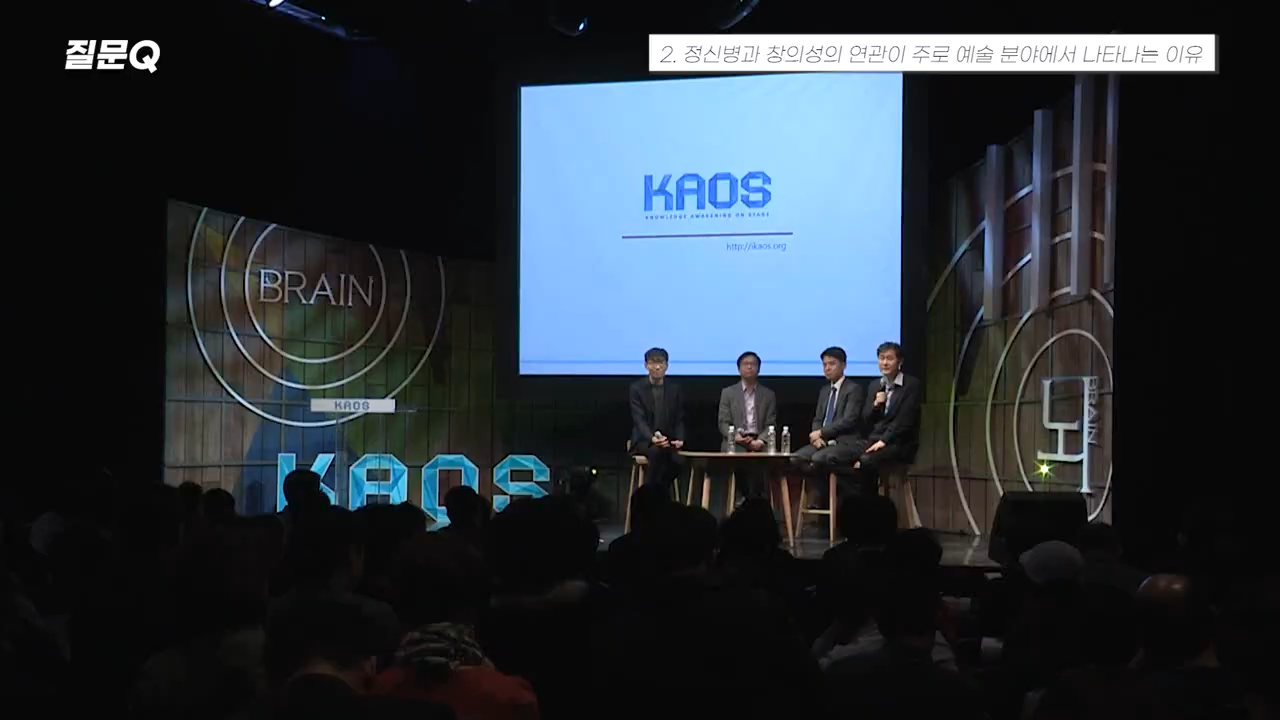 질문Q
2. 정신병과 창의성의 연관이 주로 예술 분야에서 나타나는 이유
KAOS
KNOWLEDGE AWAKENING ON STAGE
http://ikaos.org
BRAIN
KAOS
KAOS
뇌
BRAIN